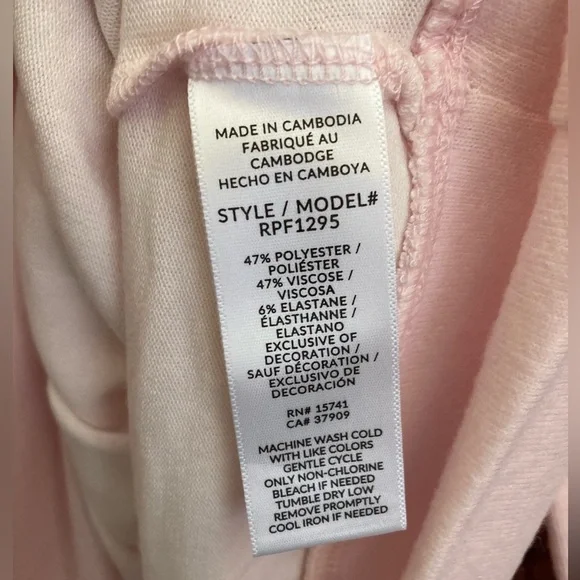 MADE IN CAMBODIA
FABRIQUÉ AU
CAMBODGE
HECHO EN CAMBOYA
STYLE / MODEL#
RPF1295
47% POLYESTER /
POLIÉSTER
47% VISCOSE /
VISCOSA
6% ELASTANE /
ÉLASTHANNE /
ELASTANO
EXCLUSIVE OF
DECORATION /
SAUF DÉCORATION /
EXCLUSIVO DE
DECORACIÓN
RN# 15741
CA# 37909
MACHINE WASH COLD
WITH LIKE COLORS
GENTLE CYCLE
ONLY NON-CHLORINE
BLEACH IF NEEDED
TUMBLE DRY LOW
REMOVE PROMPTLY
COOL IRON IF NEEDED